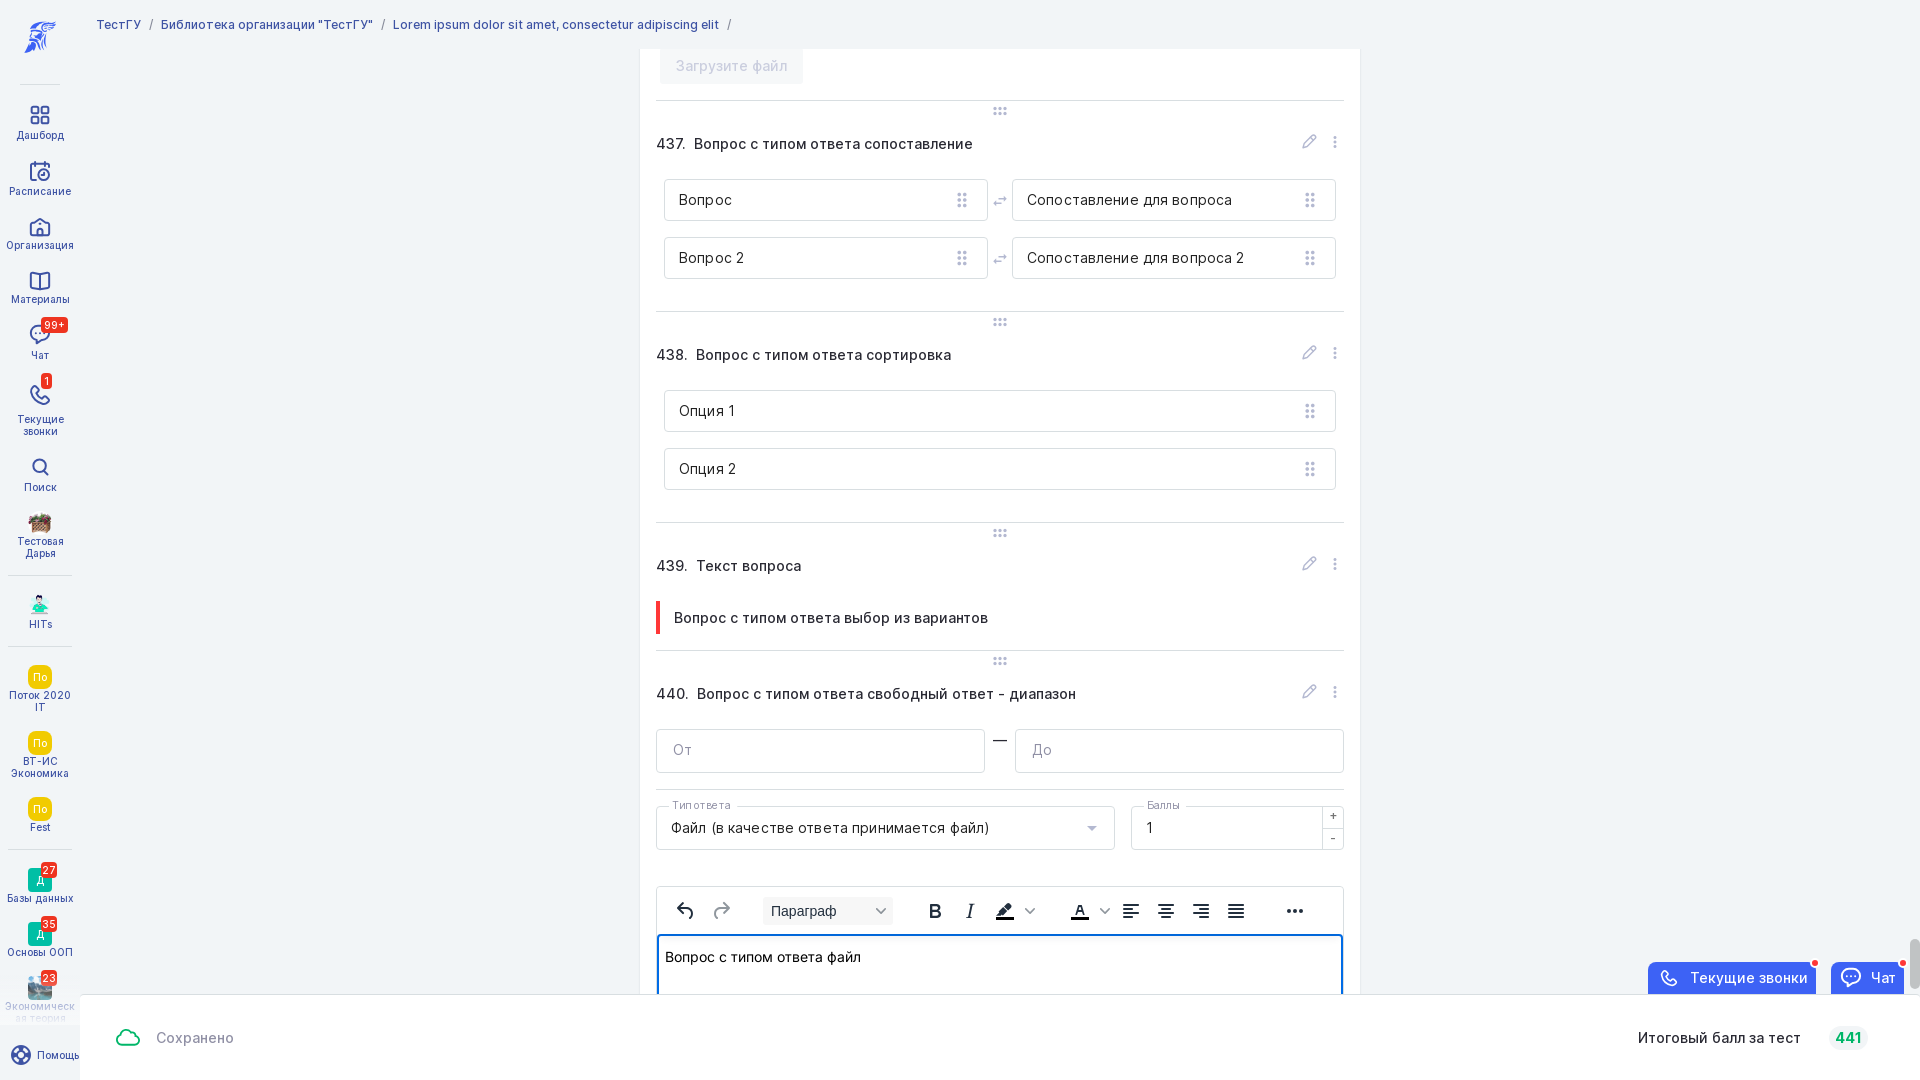 ТестГУ / Библиотека организации "ТестГУ" / Lorem ipsum dolor sit amet, consectetur adipiscing elit /
Дашборд
Расписание
Организация
Материалы
99+
Чат
1
Текущие
звонки
Поиск
Тестовая
Дарья
HITs
По
Поток 2020
IT
По
ВТ-ИС
Экономика
По
Fest
27
Д
Базы данных
35
Д
Основы ООП
23
Экономическ
ая теория
Помощь
Загрузите файл
437. Вопрос с типом ответа сопоставление
Вопрос
Сопоставление для вопроса
Вопрос 2
Сопоставление для вопроса 2
438. Вопрос с типом ответа сортировка
Опция 1
Опция 2
439. Текст вопроса
Вопрос с типом ответа выбор из вариантов
440. Вопрос с типом ответа свободный ответ - диапазон
От
—
До
Тип ответа
Файл (в качестве ответа принимается файл)
Баллы
1
+
-
Параграф
B I A
Вопрос с типом ответа файл
Текущие звонки
Чат
Сохранено
Итоговый балл за тест 441